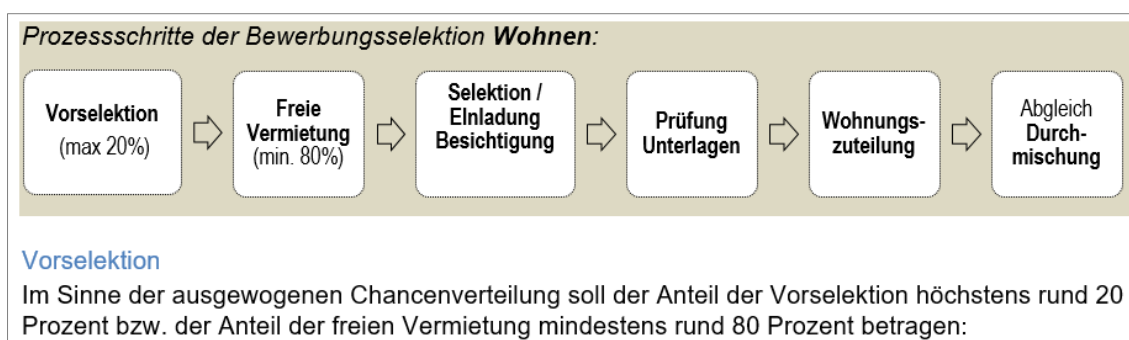 Prozessschritte der Bewerbungsselektion Wohnen:
Vorselektion
(max 20%)
Freie
Vermietung
(min. 80%)
Selektion /
EInladung
Besichtigung
Prüfung
Unterlagen
Wohnungs-
zuteilung
Abgleich
Durch-
mischung
Vorselektion
Im Sinne der ausgewogenen Chancenverteilung soll der Anteil der Vorselektion höchstens rund 20
Prozent bzw. der Anteil der freien Vermietung mindestens rund 80 Prozent betragen: